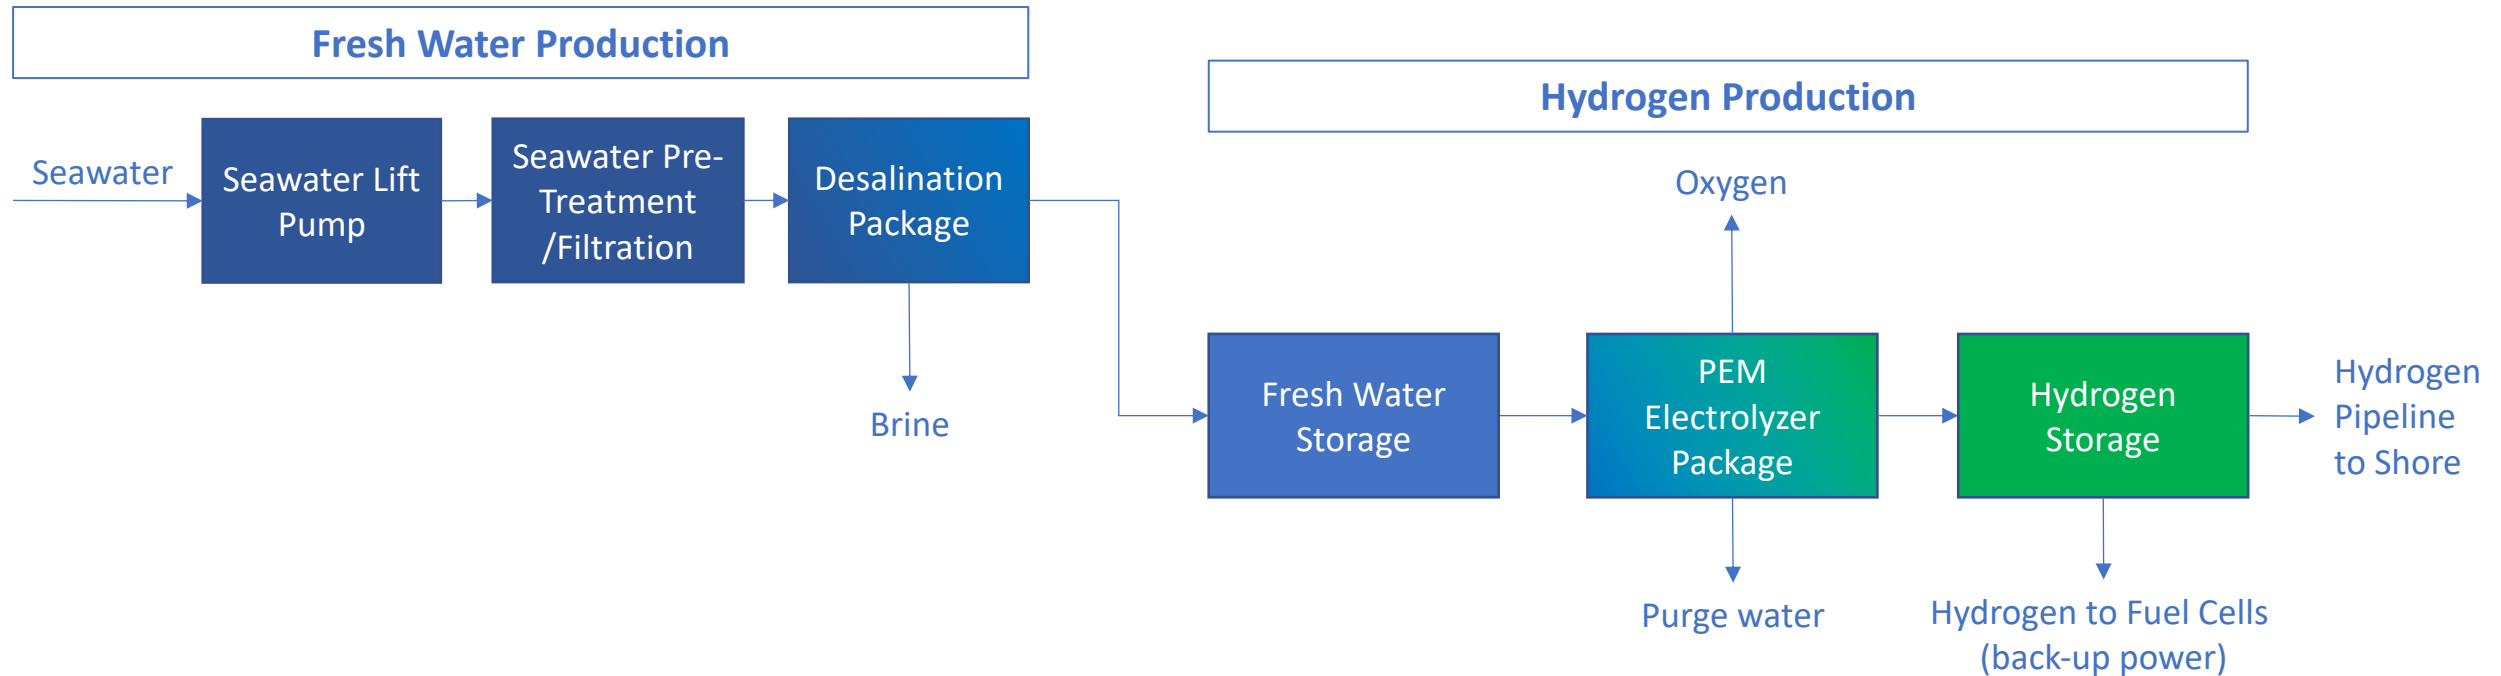 Fresh Water Production
Hydrogen Production
Seawater
Seawater Lift
Pump
Seawater Pre-
Treatment
/Filtration
Desalination
Package
Brine
Oxygen
Fresh Water
Storage
PEM
Electrolyzer
Package
Purge water
Hydrogen
Storage
Hydrogen to Fuel Cells
(back-up power)
Hydrogen
Pipeline
to Shore